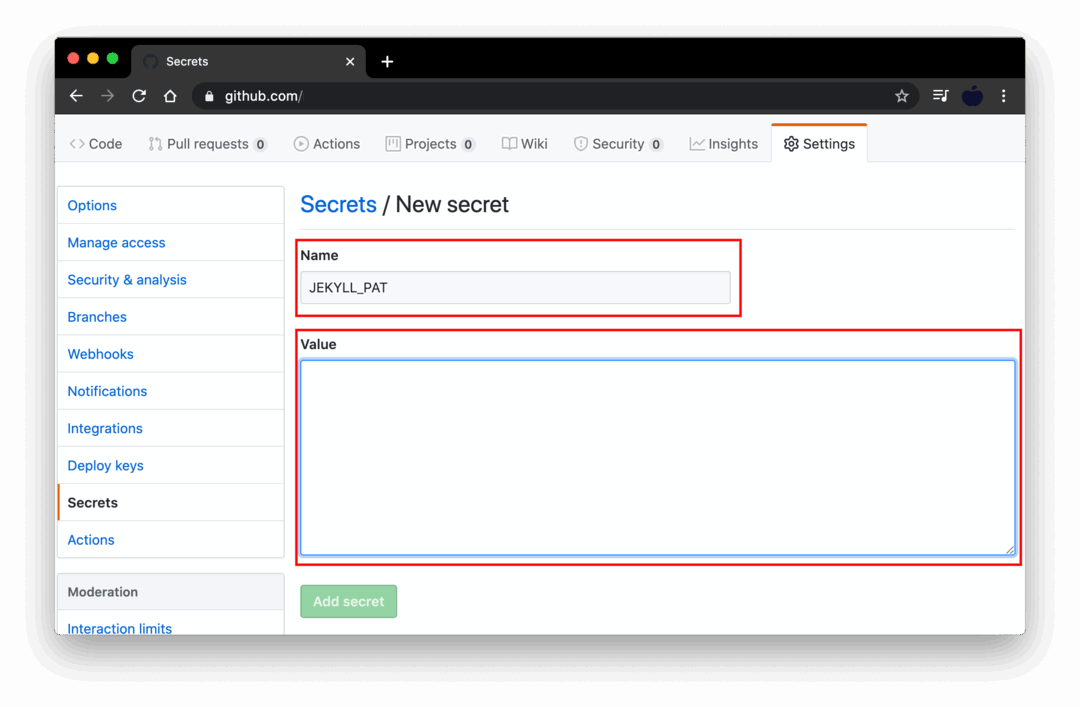 Secrets
github.com/
Code Pull requests 0 Actions Projects 0 Wiki Security 0 Insights Settings
Options
Manage access
Security & analysis
Branches
Webhooks
Notifications
Integrations
Deploy keys
Secrets
Actions
Moderation
Interaction limits
Secrets / New secret
Name
JEKYLL_PAT
Value
Add secret